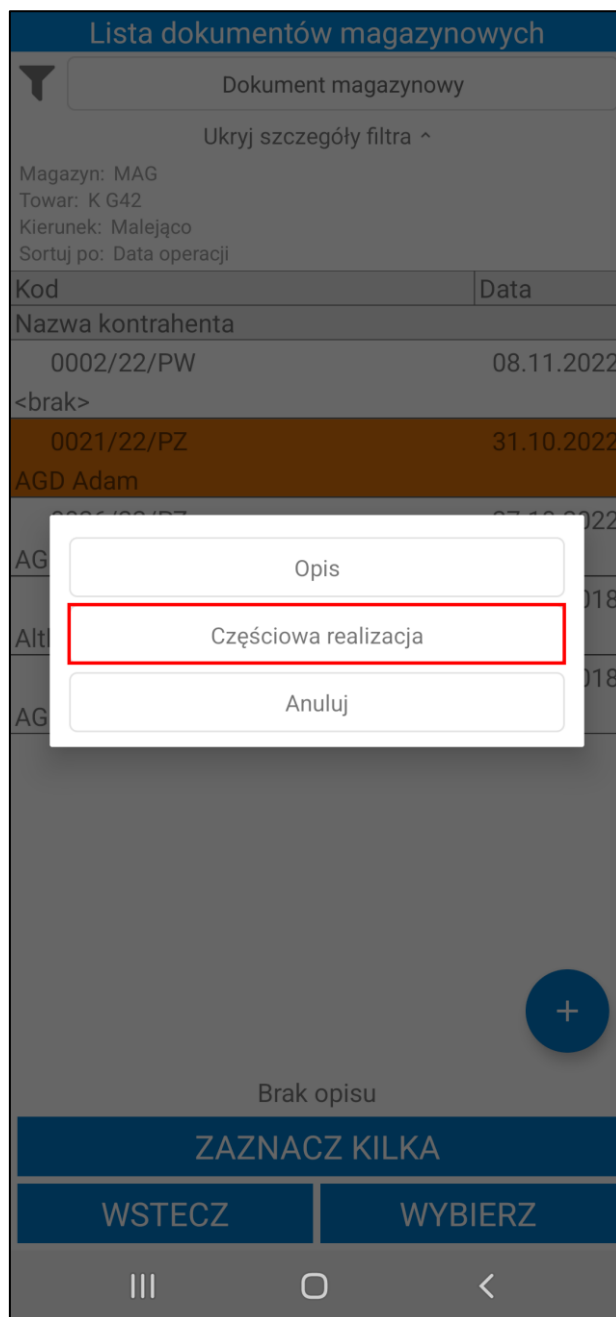 Lista dokumentów magazynowych
Dokument magazynowy
Ukryj szczegóły filtra ^
Magazyn: MAG
Towar: K G42
Kierunek: Malejąco
Sortuj po: Data operacji
Kod Data
Nazwa kontrahenta
0002/22/PW 08.11.2022
<brak>
0021/22/PZ 31.10.2022
AGD Adam
Opis
Częściowa realizacja
Anuluj
+
Brak opisu
ZAZNACZ KILKA
WSTECZ WYBIERZ